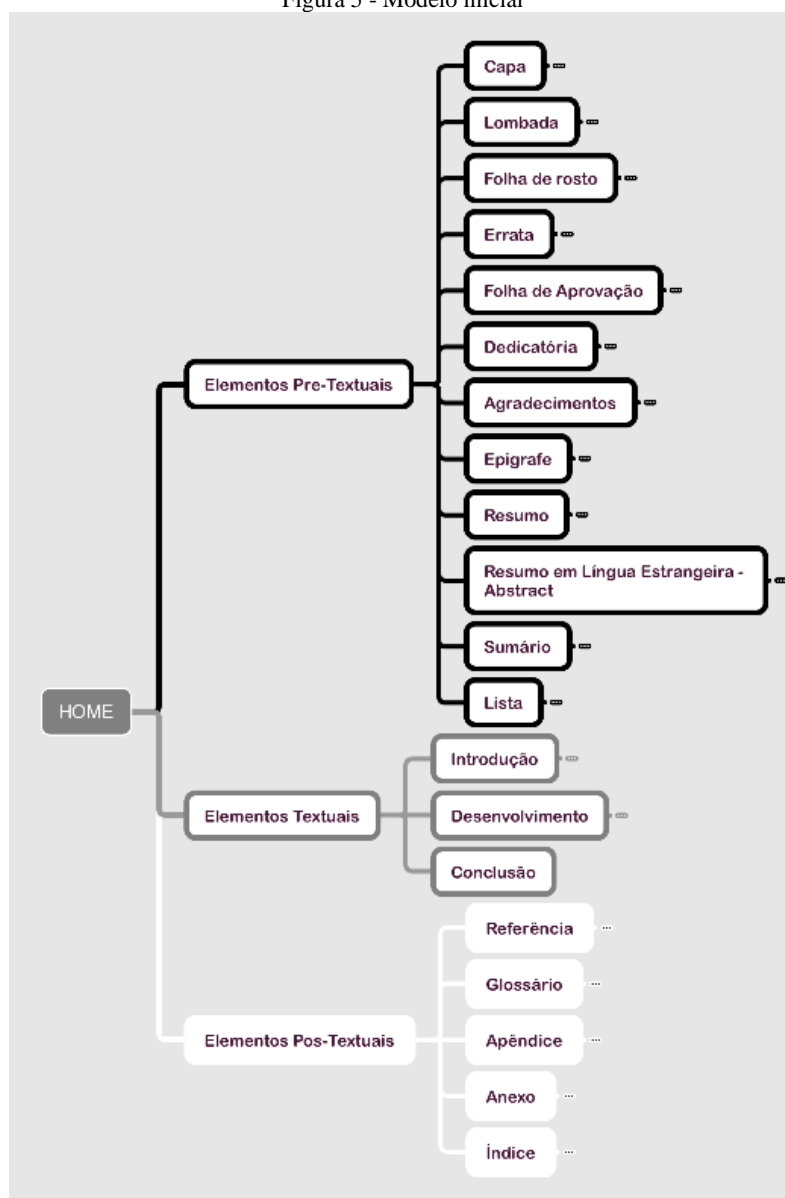 Figura 5 - Modelo inicial
Capa
Lombada
Folha de rosto
Errata
Folha de Aprovação
Dedicatória
Elementos Pre-Textuais
Agradecimentos
Epigrafe
Resumo
Resumo em Língua Estrangeira -
Abstract
Sumário
Lista
HOME
Introdução
Elementos Textuais
Desenvolvimento
Conclusão
Referência
Glossário
Elementos Pos-Textuais
Apêndice
Anexo
Índice